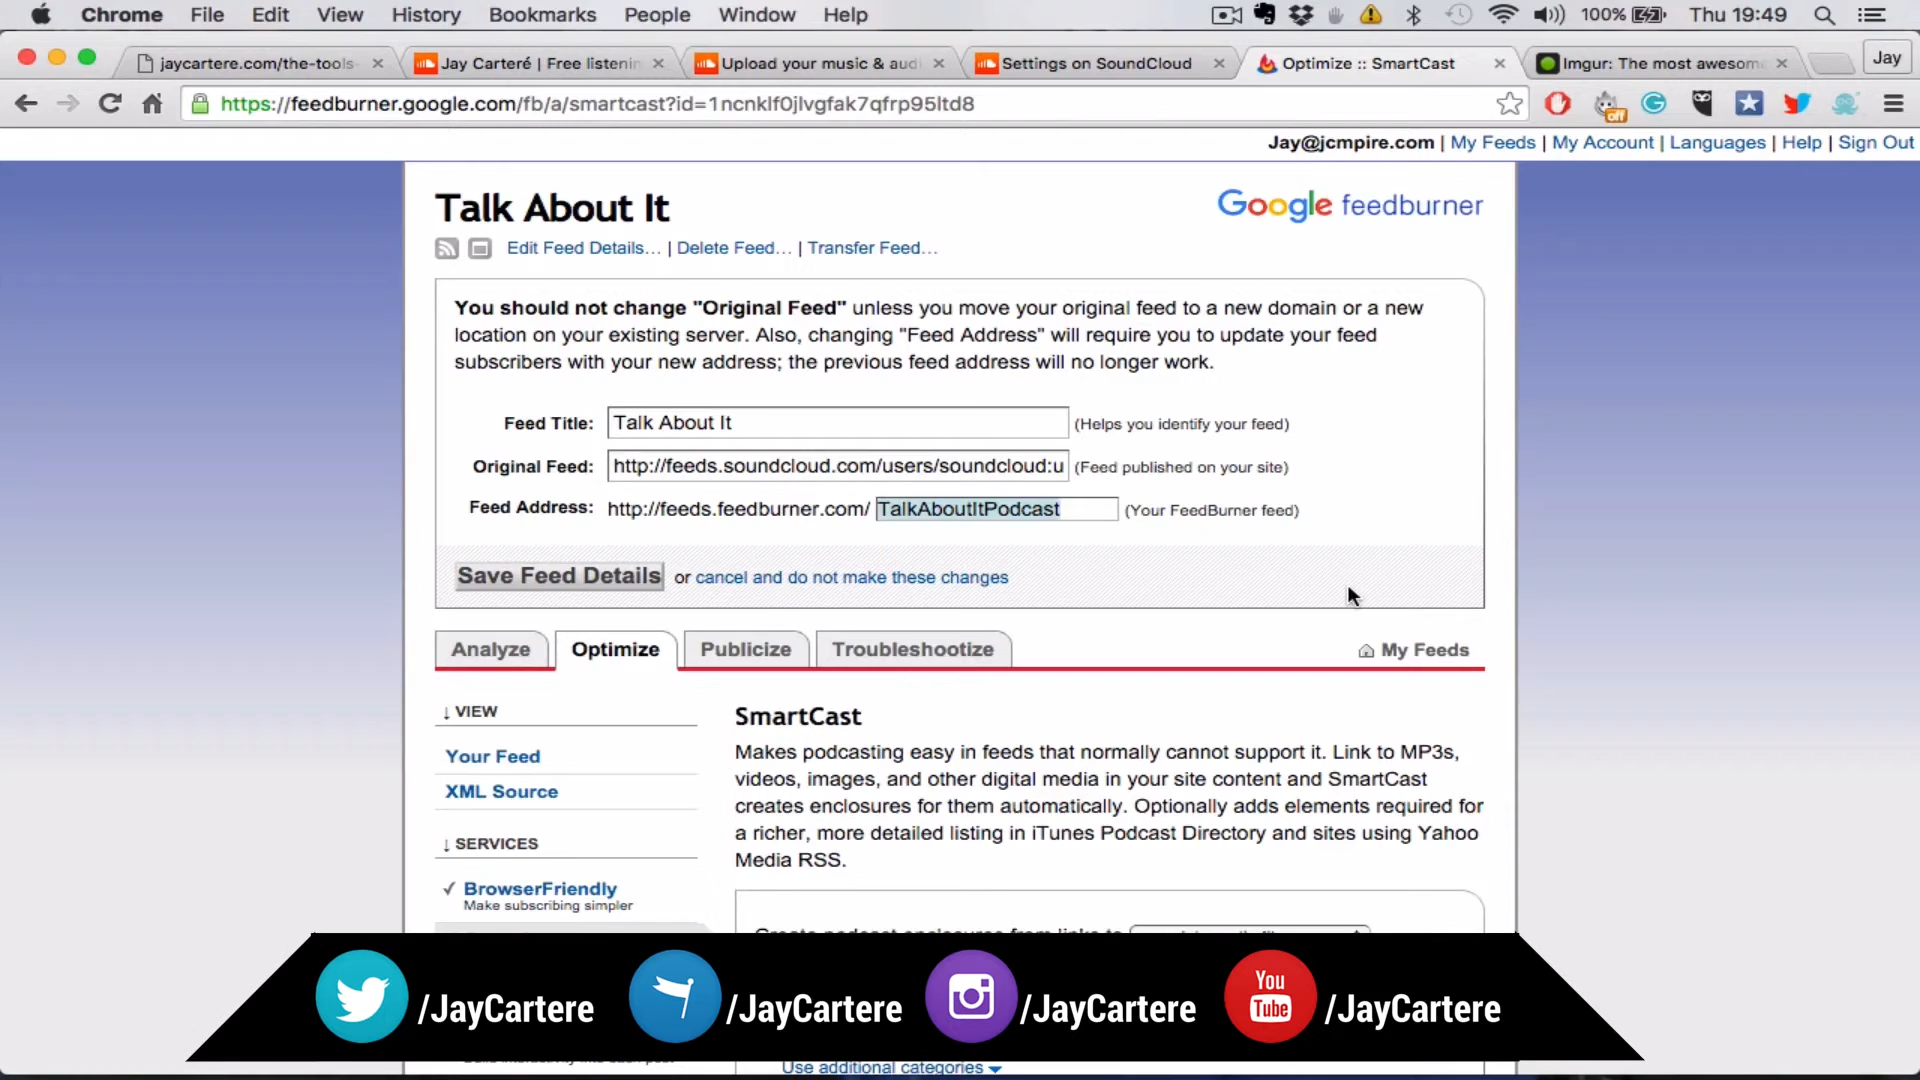 Chrome File Edit View History Bookmarks People Window Help 100% Thu 19:49
jaycartere.com/the-tools- Jay Carteré | Free listenin Upload your music & audi Settings on SoundCloud Optimize :: SmartCast Imgur: The most awesom Jay
https://feedburner.google.com/fb/a/smartcast?id=1ncnklf0jlvgfak7qfrp95ltd8
off
Jay@jcmpire.com | My Feeds | My Account | Languages | Help | Sign Out
Talk About It
Google feedburner
Edit Feed Details... | Delete Feed... | Transfer Feed...
You should not change "Original Feed" unless you move your original feed to a new domain or a new
location on your existing server. Also, changing "Feed Address" will require you to update your feed
subscribers with your new address; the previous feed address will no longer work.
Feed Title: Talk About It (Helps you identify your feed)
Original Feed: http://feeds.soundcloud.com/users/soundcloud:u (Feed published on your site)
Feed Address: http://feeds.feedburner.com/ TalkAboutItPodcast (Your FeedBurner feed)
Save Feed Details or cancel and do not make these changes
Analyze Optimize Publicize Troubleshootize My Feeds
↓ VIEW
Your Feed
XML Source
↓ SERVICES
✓ BrowserFriendly
Make subscribing simpler
SmartCast
Makes podcasting easy in feeds that normally cannot support it. Link to MP3s,
videos, images, and other digital media in your site content and SmartCast
creates enclosures for them automatically. Optionally adds elements required for
a richer, more detailed listing in iTunes Podcast Directory and sites using Yahoo
Media RSS.
Create podcast enclosures from links to
/JayCartere /JayCartere /JayCartere You Tube /JayCartere
Use additional categories